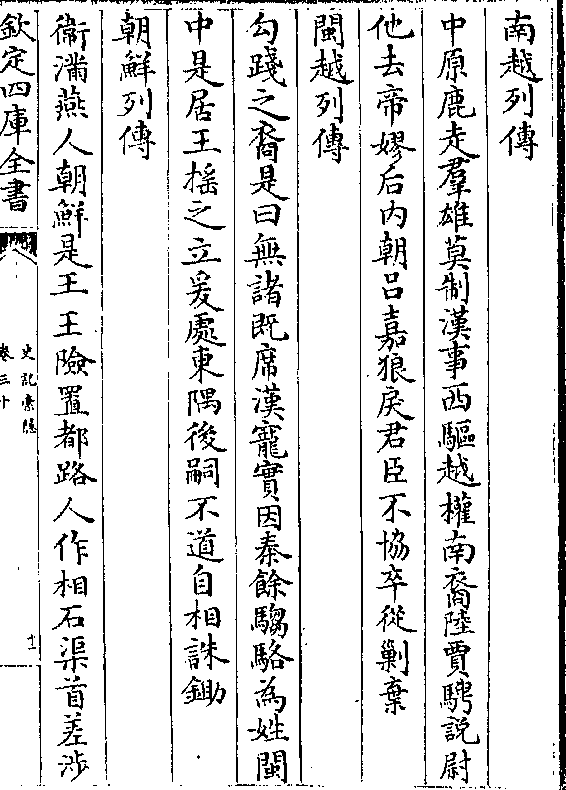 南越列傳
中原鹿走羣雄莫制漢事西驅越權南裔陸賈騁說尉
他去帝嫪后内朝吕嘉狼戾君臣不協卒從剿棄
閩越列傳
勾踐之裔是曰無諸既席漢寵實因秦餘騶駱為姓閩
中是居王揺之立爰處東隅後嗣不道自相誅鋤
朝鮮列傳
衛滿燕人朝鮮是王王險置都路人作相右渠首差涉
欽定四庫全書
史記索隠
卷三十